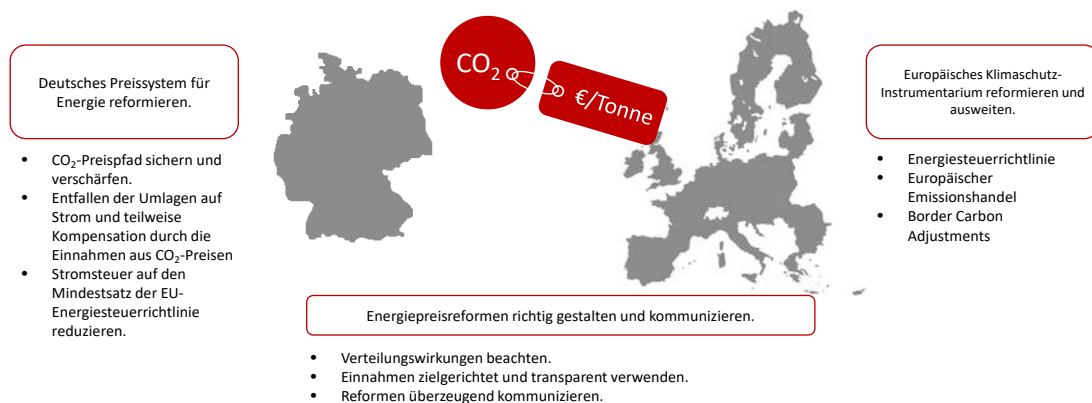 CO₂
€/Tonne
Deutsches Preissystem für
Energie reformieren.
• CO₂-Preispfad sichern und
verschärfen.
• Entfallen der Umlagen auf
Strom und teilweise
Kompensation durch die
Einnahmen aus CO₂-Preisen
• Stromsteuer auf den
Mindestsatz der EU-
Energiesteuerrichtlinie
reduzieren.
Europäisches Klimaschutz-
Instrumentarium reformieren und
ausweiten.
• Energiesteuerrichtlinie
• Europäischer
Emissionshandel
• Border Carbon
Adjustments
Energiepreisreformen richtig gestalten und kommunizieren.
• Verteilungswirkungen beachten.
• Einnahmen zielgerichtet und transparent verwenden.
• Reformen überzeugend kommunizieren.